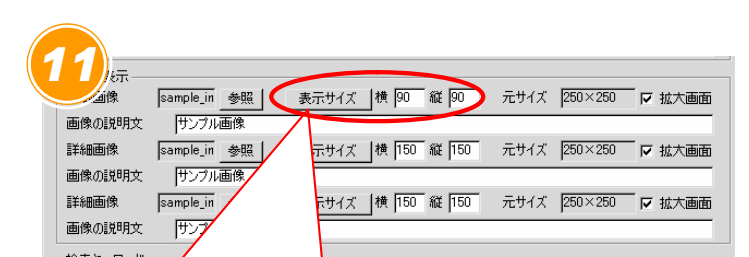 11
表示
画像 sample_in 参照 表示サイズ 横 90 縦 90 元サイズ 250×250 拡大画面
画像の説明文 サンプル画像
詳細画像 sample_in 参照 示サイズ 横 150 縦 150 元サイズ 250×250 拡大画面
画像の説明文 サンプル画像
詳細画像 sample_in サイズ 横 150 縦 150 元サイズ 250×250 拡大画面
画像の説明文 サンプ